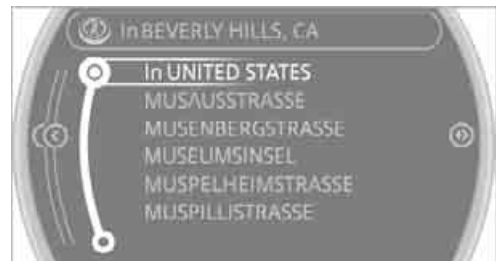 In BEVERLY HILLS, CA
In UNITED STATES
MUSAUSSTRASSE
MUSENBERGSTRASSE
MUSEUMSINSEL
MUSPELHEIMSTRASSE
MUSPILLISTRASSE